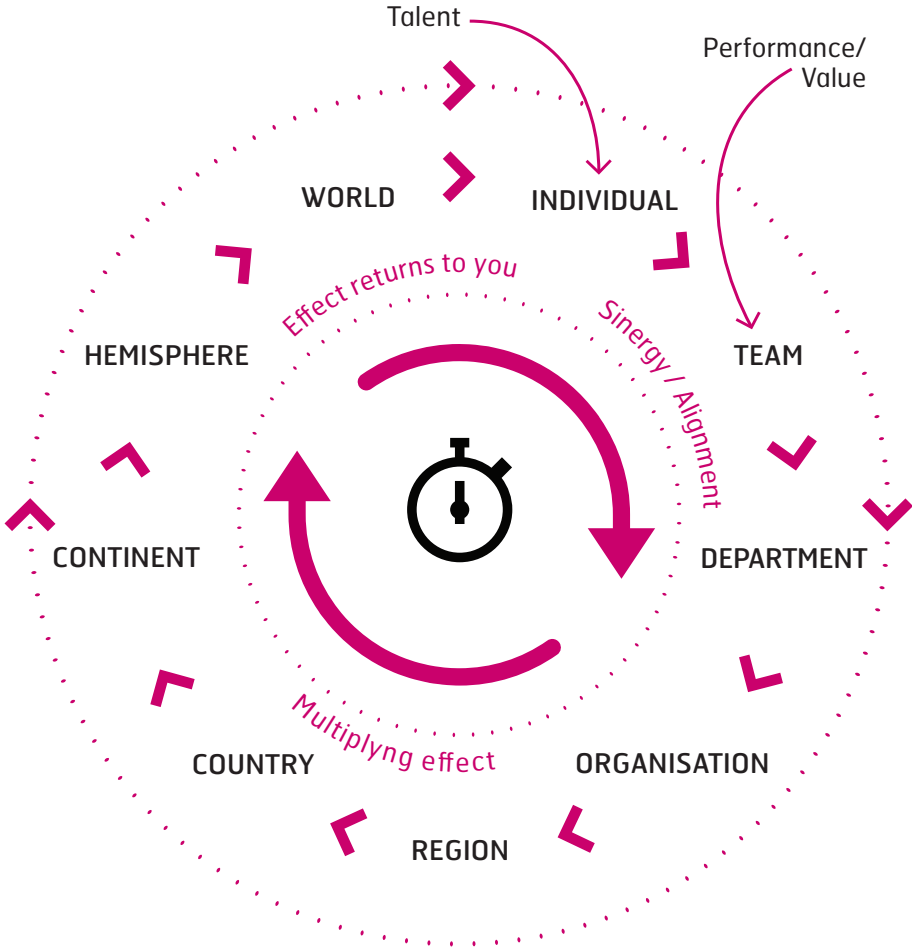 Talent
Performance/
Value
WORLD
INDIVIDUAL
Effect returns to you
Sinergy / Alignment
HEMISPHERE
TEAM
CONTINENT
DEPARTMENT
Multiplyng effect
COUNTRY
ORGANISATION
REGION